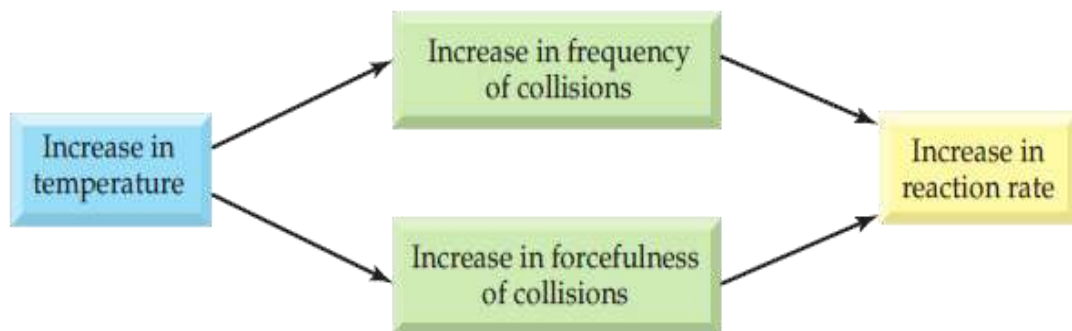 Increase in
temperature
Increase in frequency
of collisions
Increase in forcefulness
of collisions
Increase in
reaction rate